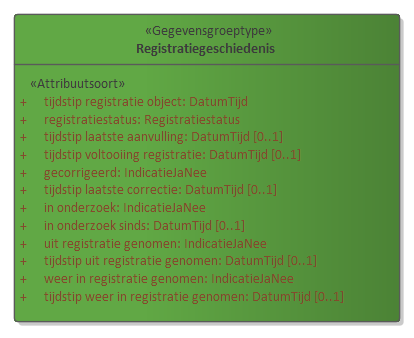 «Gegevensgroeptype»
Registratiegeschiedenis
«Attribuutsoort»
+ tijdstip registratie object: DatumTijd
+ registratiestatus: Registratiestatus
+ tijdstip laatste aanvulling: DatumTijd [0..1]
+ tijdstip voltooiing registratie: DatumTijd [0..1]
+ gecorrigeerd: IndicatieJaNee
+ tijdstip laatste correctie: DatumTijd [0..1]
+ in onderzoek: IndicatieJaNee
+ in onderzoek sinds: DatumTijd [0..1]
+ uit registratie genomen: IndicatieJaNee
+ tijdstip uit registratie genomen: DatumTijd [0..1]
+ weer in registratie genomen: IndicatieJaNee
+ tijdstip weer in registratie genomen: DatumTijd [0..1]